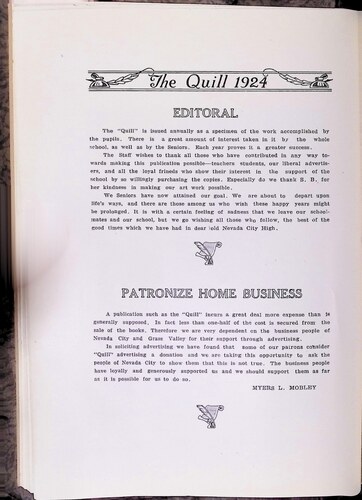 The Quill 1924
EDITORAL
The "Quill" is issued annually as a specimen of the work accomplished
by the pupils. There is a great amount of interest taken in it by the whole
school, as well as by the Seniors. Each year proves it a greater success.
The Staff wishes to thank all those who have contributed in any way to-
wards making this publication possible—teachers students, our liberal advertis-
ers, and all the loyal friends who show their interest in the support of the
school by so willingly purchasing the copies. Especially do we thank S. B. for
her kindness in making our art work possible.
We Seniors have now attained our goal. We are about to depart upon
life's ways, and there are those among us who wish these happy years might
be prolonged. It is with a certain feeling of sadness that we leave our school-
mates and our school, but we go wishing all those who follow, the best of the
good times which we have had in dear old Nevada City High.
PATRONIZE HOME BUSINESS
A publication such as the "Quill" incurs a great deal more expense than is
generally supposed. In fact less than one-half of the cost is secured from the
sale of the books. Therefore we are very dependent on the business people of
Nevada City and Grass Valley for their support through advertising.
In soliciting advertising we have found that some of our patrons consider
"Quill" advertising a donation and we are taking this opportunity to ask the
people of Nevada City to show them that this is not true. The business people
have loyally and generously supported us and we should support them as far
as it is possible for us to do so.
MYERS L. MOBLEY